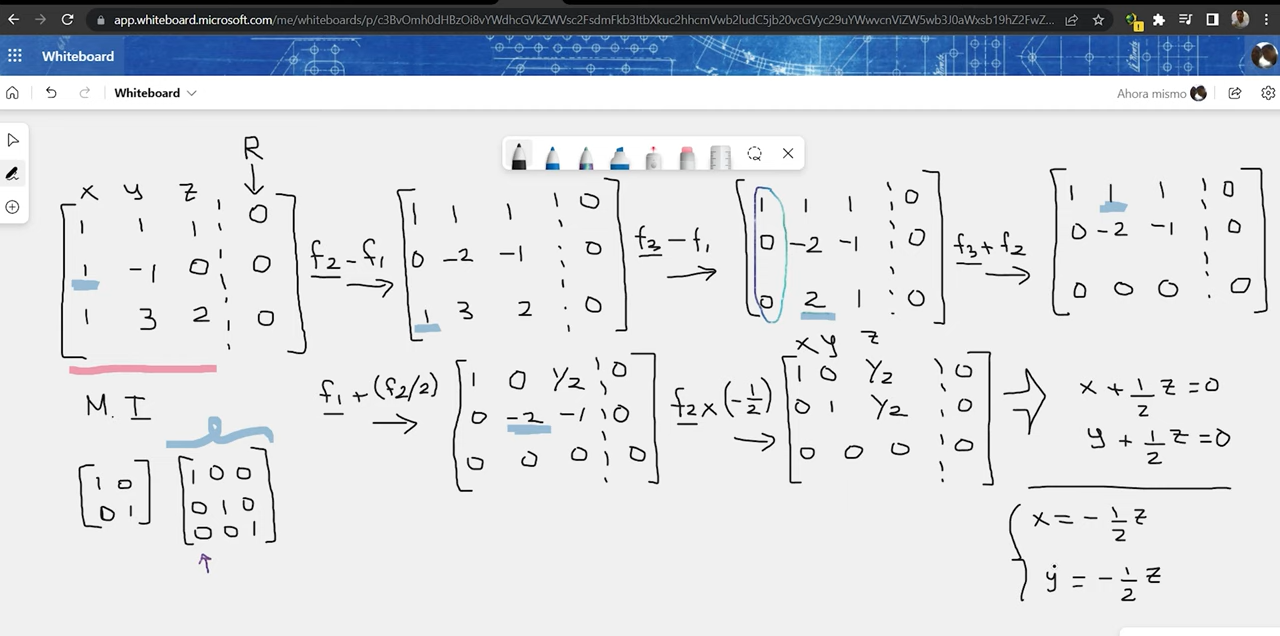 app.whiteboard.microsoft.com/me/whiteboards/p/c3BvOmh0dHBzOi8vYWdhcGVkZWVsc2FsdmFkb3ItbXkuc2hhcmVwb2ludC5jb20vcGVyc29uYWwvcnViZW5wb3J0aWxsb19hZ2FwZ...
Whiteboard
Whiteboard
Ahora mismo
R
x y z
1 1 1 0
1 -1 0 0
1 3 2 0
f2 - f1
1 1 1 0
0 -2 -1 0
1 3 2 0
f3 - f1
1 1 1 0
0 -2 -1 0
0 2 1 0
f3 + f2
1 1 1 0
0 -2 -1 0
0 0 0 0
M. I
1 0
0 1
1 0 0
0 1 0
0 0 1
f1 + (f2/2)
1 0 1/2 0
0 -2 -1 0
0 0 0 0
f2 x (-1/2)
x y z
1 0 1/2 0
0 1 1/2 0
0 0 0 0
x + 1/2 z = 0
y + 1/2 z = 0
x = - 1/2 z
y = - 1/2 z